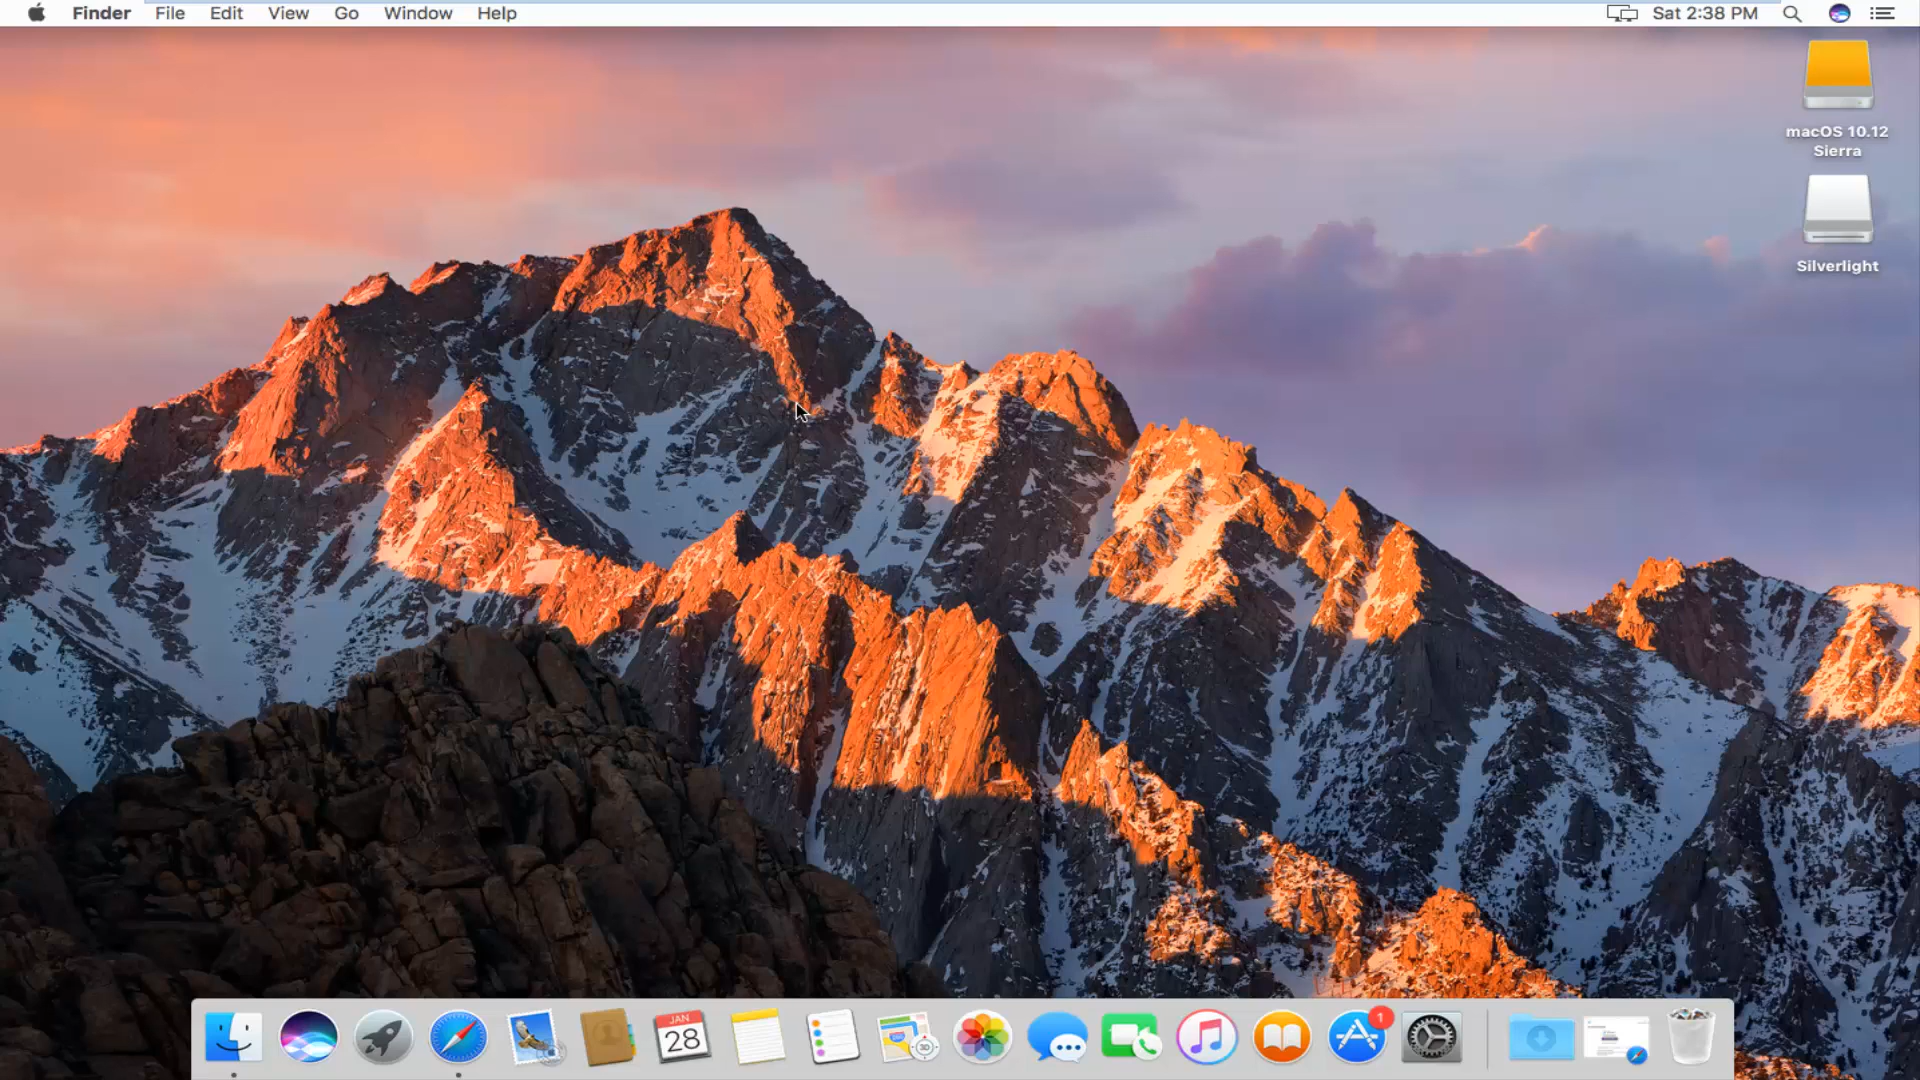 Finder File Edit View Go Window Help Sat 2:38 PM
macOS 10.12
Sierra
Silverlight
JAN
28
3D
1